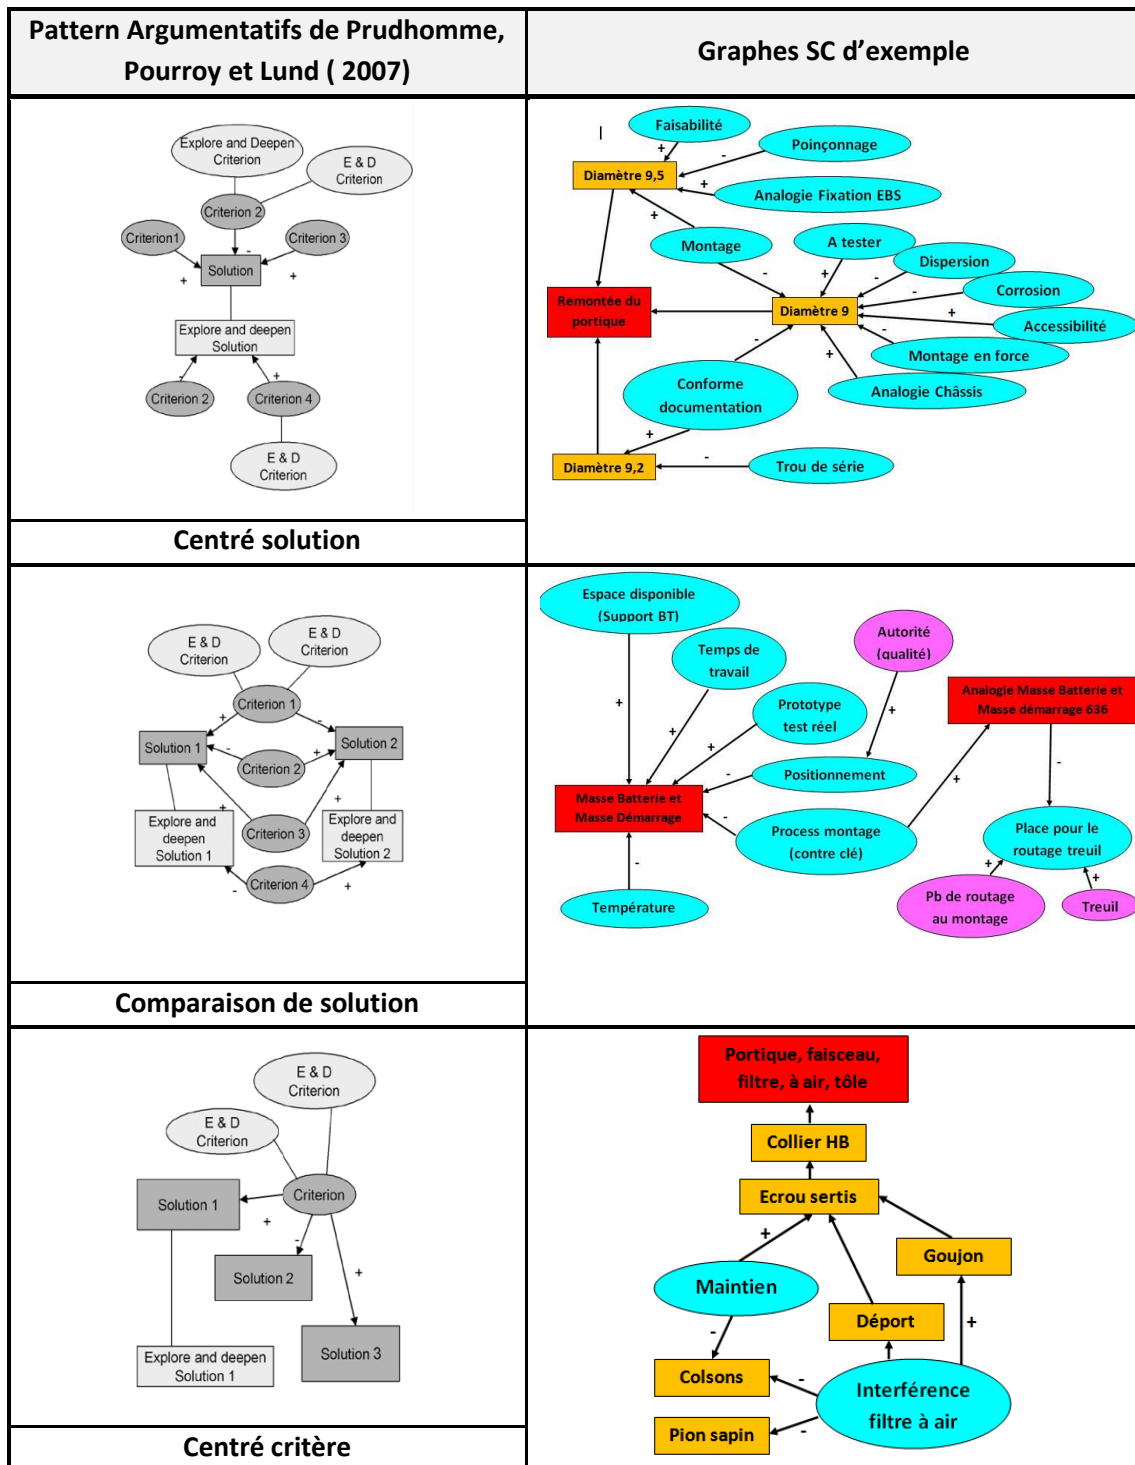 Pattern Argumentatifs de Prudhomme,
Pourroy et Lund ( 2007)
Graphes SC d'exemple
Explore and Deepen
Criterion
E & D
Criterion
Criterion 2
Criterion1
Criterion 3
-
Solution
+
+
Explore and deepen
Solution
-
+
Criterion 2
Criterion 4
E & D
Criterion
Centré solution
|
Faisabilité
Poinçonnage
+
-
Diamètre 9,5
+
Analogie Fixation EBS
+
Montage
A tester
Dispersion
-
+
-
Corrosion
-
Remontée du
portique
Diamètre 9
+
Accessibilité
-
Montage en force
-
+
Conforme
documentation
Analogie Châssis
+
Diamètre 9,2
-
Trou de série
E & D
Criterion
E & D
Criterion
Criterion 1
+
-
Solution 1
Solution 2
-
+
Criterion 2
+
+
Explore and
deepen
Solution 1
Criterion 3
Explore and
deepen
Solution 2
-
+
Criterion 4
Comparaison de solution
Espace disponible
(Support BT)
Autorité
(qualité)
Temps de
travail
Analogie Masse Batterie et
Masse démarrage 636
Prototype
test réel
+
+
+
+
-
Positionnement
-
+
Masse Batterie et
Masse Démarrage
-
Process montage
(contre clé)
Place pour le
routage treuil
-
+
+
Température
Pb de routage
au montage
Treuil
E & D
Criterion
E & D
Criterion
Solution 1
Criterion
+
-
+
Solution 2
Solution 3
Explore and deepen
Solution 1
Centré critère
Portique, faisceau,
filtre, à air, tôle
Collier HB
Ecrou sertis
+
Goujon
Maintien
Déport
+
-
Colsons
-
Interférence
filtre à air
Pion sapin
-